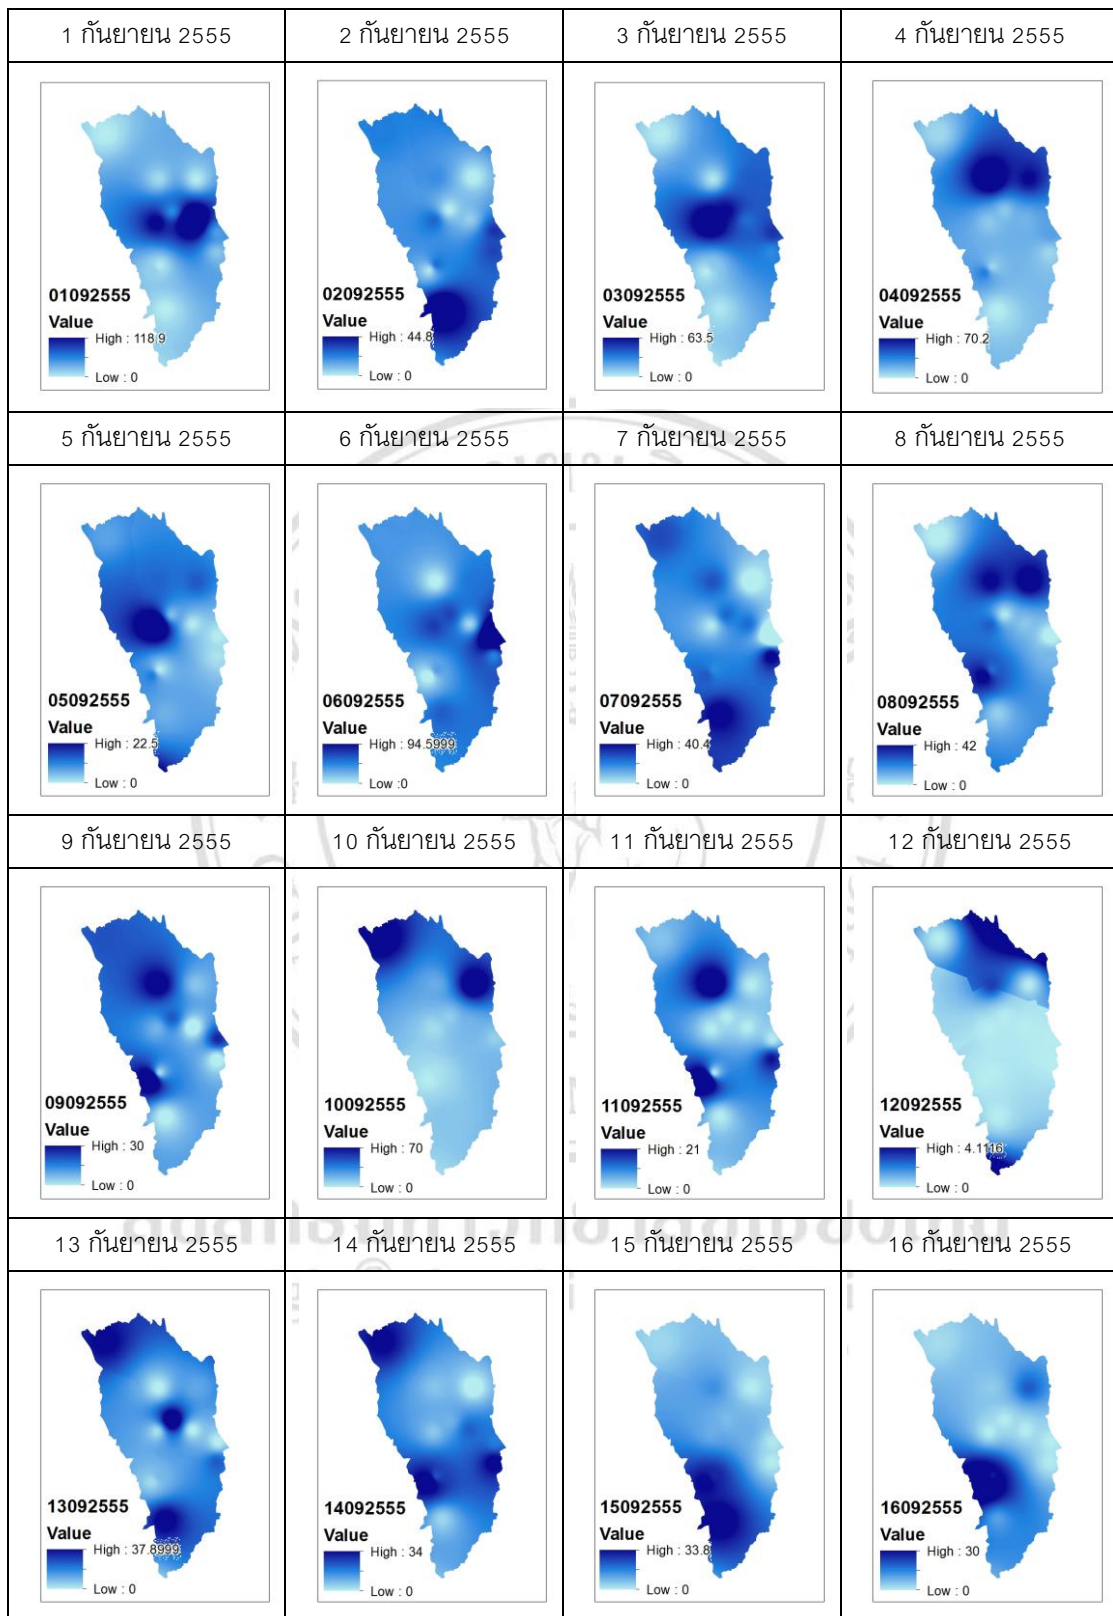 1 กันยายน 2555
2 กันยายน 2555
3 กันยายน 2555
4 กันยายน 2555
01092555
Value
High : 118.9
Low : 0
02092555
Value
High : 44.8
Low : 0
03092555
Value
High : 63.5
Low : 0
04092555
Value
High : 70.2
Low : 0
5 กันยายน 2555
6 กันยายน 2555
7 กันยายน 2555
8 กันยายน 2555
05092555
Value
High : 22.5
Low : 0
06092555
Value
High : 94.5999
Low :0
07092555
Value
High : 40.4
Low : 0
08092555
Value
High : 42
Low : 0
9 กันยายน 2555
10 กันยายน 2555
11 กันยายน 2555
12 กันยายน 2555
09092555
Value
High : 30
Low : 0
10092555
Value
High : 70
Low : 0
11092555
Value
High : 21
Low : 0
12092555
Value
High : 4.1116
Low : 0
13 กันยายน 2555
14 กันยายน 2555
15 กันยายน 2555
16 กันยายน 2555
13092555
Value
High : 37.8999
Low : 0
14092555
Value
High : 34
Low : 0
15092555
Value
High : 33.8
Low : 0
16092555
Value
High : 30
Low : 0